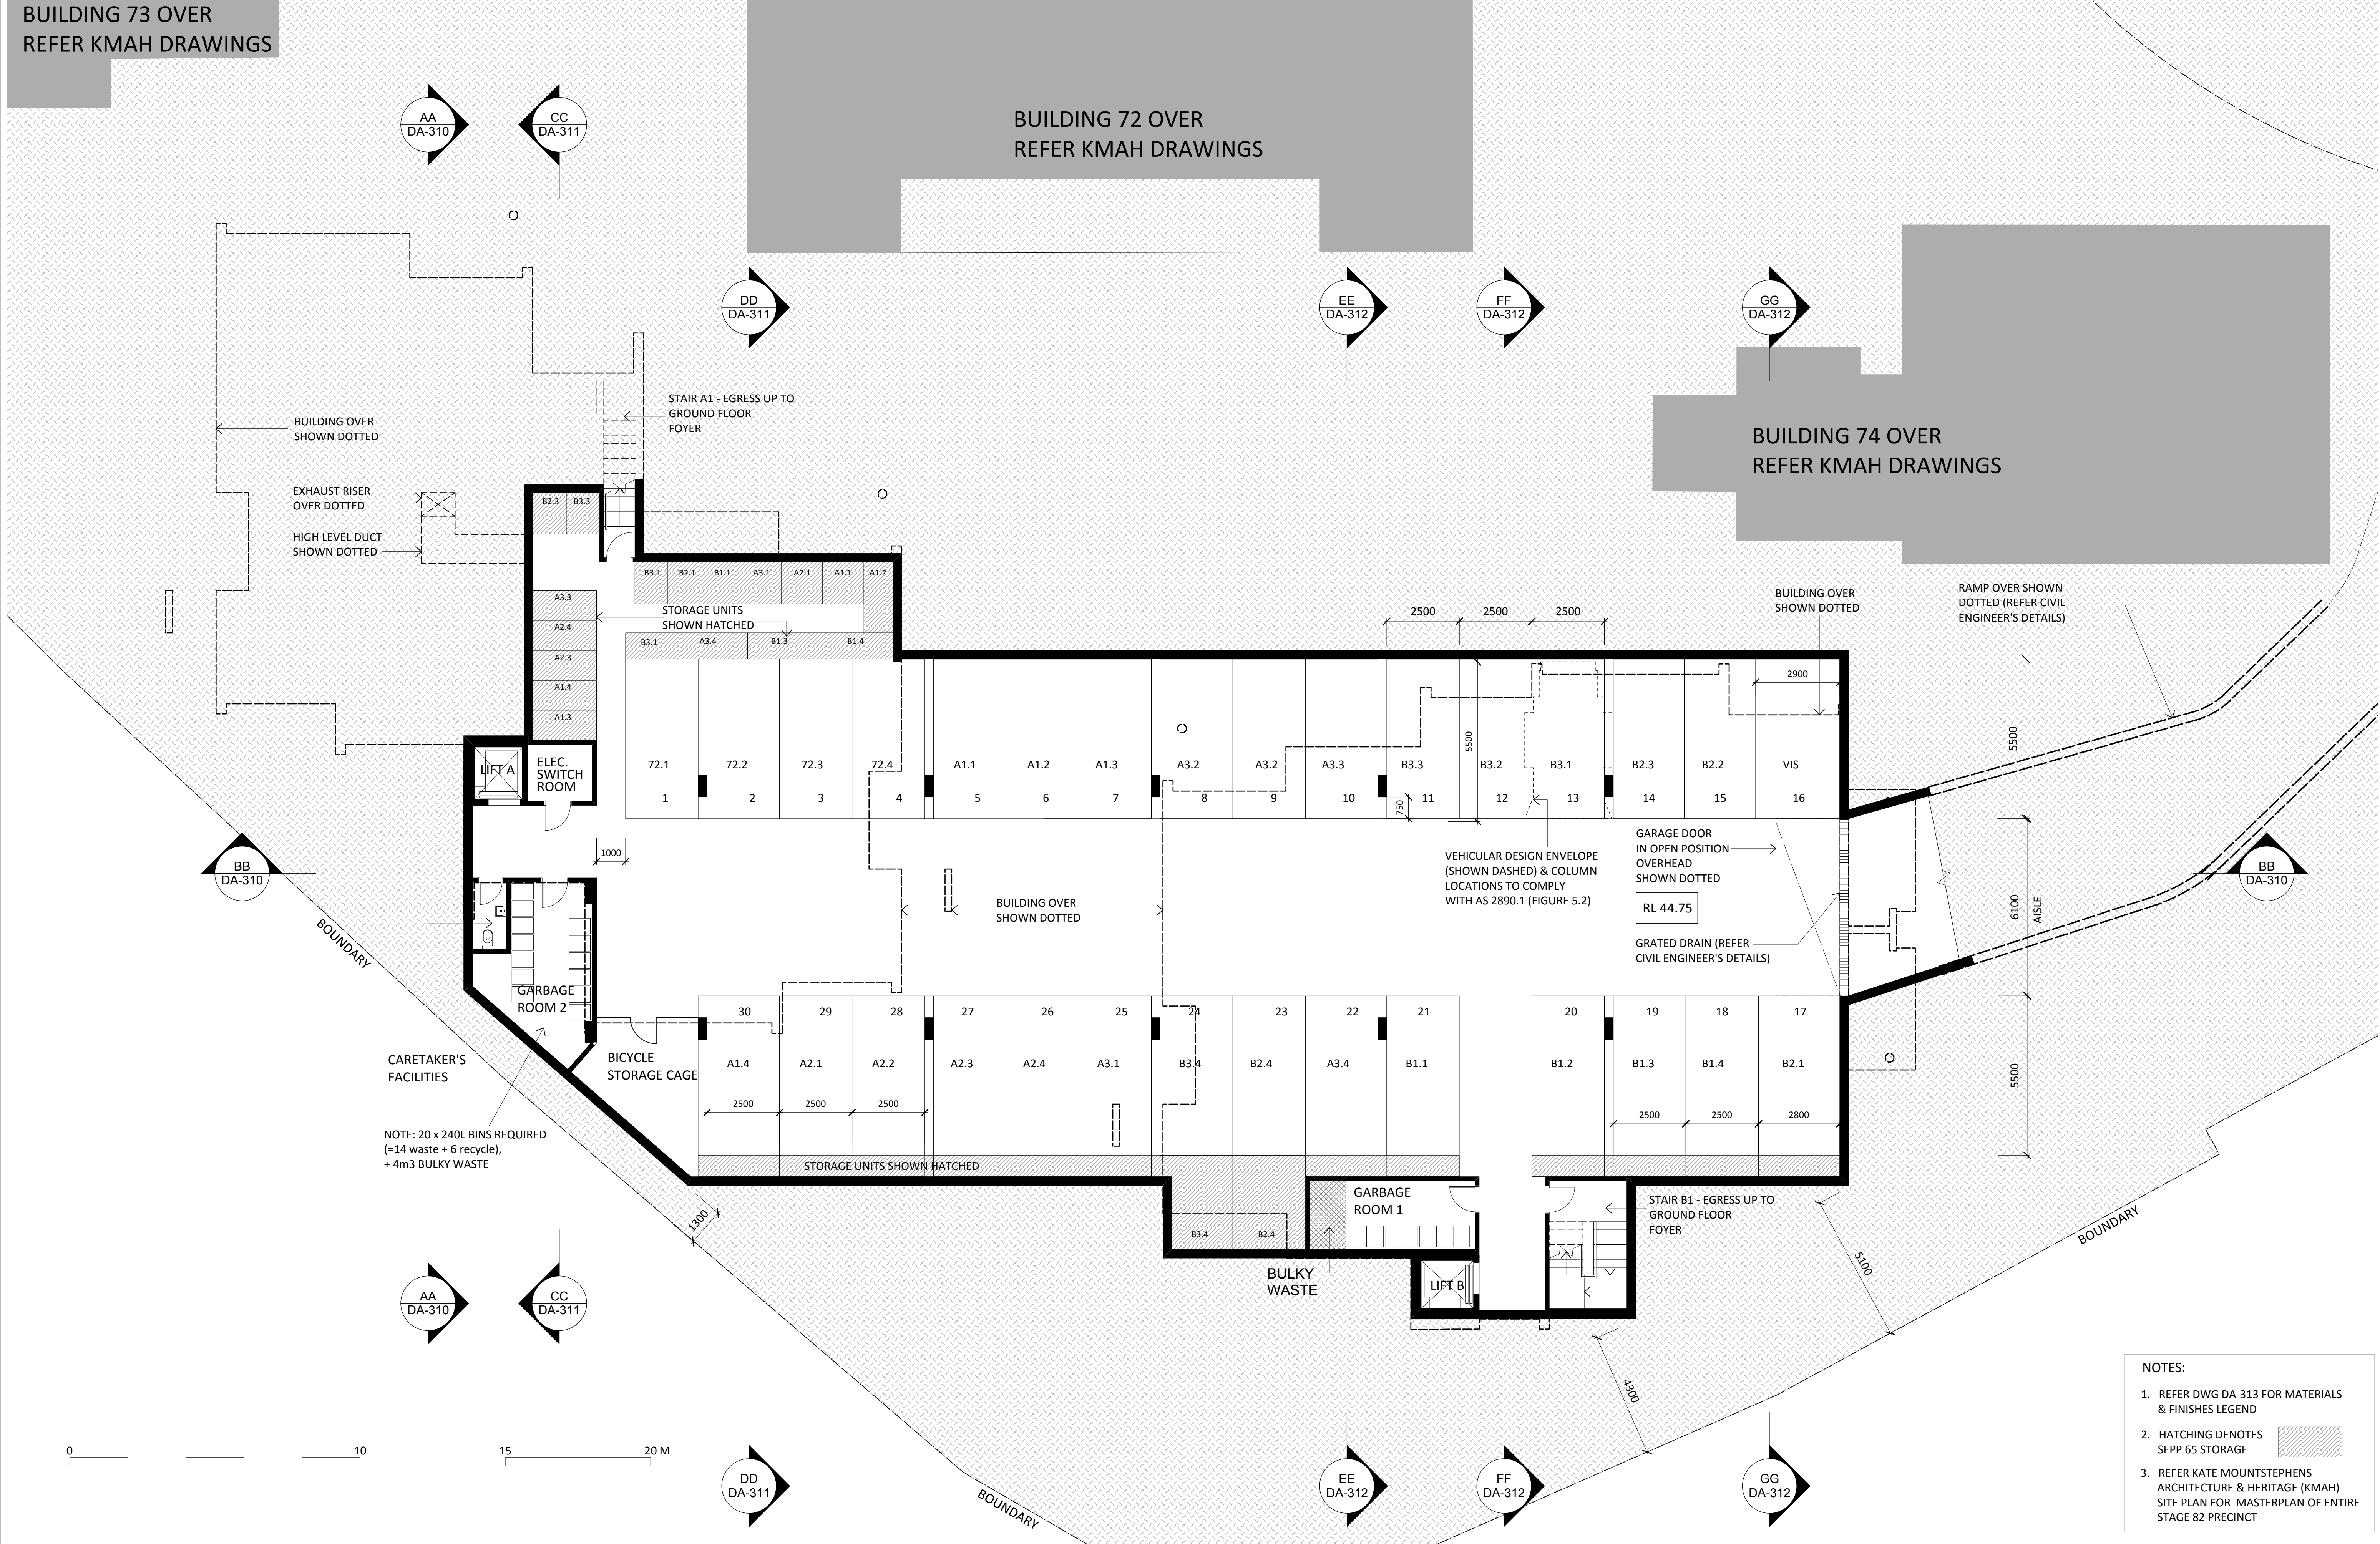 BUILDING 73 OVER
REFER KMAH DRAWINGS
AA
DA-310
CC
DA-311
BUILDING 72 OVER
REFER KMAH DRAWINGS
DD
DA-311
EE
DA-312
FF
DA-312
GG
DA-312
BUILDING 74 OVER
REFER KMAH DRAWINGS
STAIR A1 - EGRESS UP TO
GROUND FLOOR
FOYER
BUILDING OVER
SHOWN DOTTED
EXHAUST RISER
OVER DOTTED
HIGH LEVEL DUCT
SHOWN DOTTED
B2.3 B3.3
B3.1 B2.1 B1.1 A3.1 A2.1 A1.1 A1.2
STORAGE UNITS
SHOWN HATCHED
B3.1 A3.4 B1.3 B1.4
A3.3
A2.4
A2.3
A1.4
A1.3
2500 2500 2500
BUILDING OVER
SHOWN DOTTED
RAMP OVER SHOWN
DOTTED (REFER CIVIL
ENGINEER'S DETAILS)
2900
5500
5500
LIFT A
ELEC.
SWITCH
ROOM
72.1 72.2 72.3 72.4 A1.1 A1.2 A1.3 A3.2 A3.2 A3.3 B3.3 B3.2 B3.1 B2.3 B2.2 VIS
1 2 3 4 5 6 7 8 9 10 11 12 13 14 15 16
750
1000
BB
DA-310
VEHICULAR DESIGN ENVELOPE
(SHOWN DASHED) & COLUMN
LOCATIONS TO COMPLY
WITH AS 2890.1 (FIGURE 5.2)
GARAGE DOOR
IN OPEN POSITION
OVERHEAD
SHOWN DOTTED
RL 44.75
GRATED DRAIN (REFER
CIVIL ENGINEER'S DETAILS)
BUILDING OVER
SHOWN DOTTED
6100
AISLE
BB
DA-310
BOUNDARY
GARBAGE
ROOM 2
CARETAKER'S
FACILITIES
BICYCLE
STORAGE CAGE
30 29 28 27 26 25 24 23 22 21 20 19 18 17
A1.4 A2.1 A2.2 A2.3 A2.4 A3.1 B3.4 B2.4 A3.4 B1.1 B1.2 B1.3 B1.4 B2.1
2500 2500 2500
2500 2500 2800
5500
NOTE: 20 x 240L BINS REQUIRED
(=14 waste + 6 recycle),
+ 4m3 BULKY WASTE
STORAGE UNITS SHOWN HATCHED
1300
B3.4 B2.4
GARBAGE
ROOM 1
BULKY
WASTE
LIFT B
STAIR B1 - EGRESS UP TO
GROUND FLOOR
FOYER
5100
4300
BOUNDARY
AA
DA-310
CC
DA-311
0 10 15 20 M
DD
DA-311
BOUNDARY
EE
DA-312
FF
DA-312
GG
DA-312
NOTES:
1. REFER DWG DA-313 FOR MATERIALS
& FINISHES LEGEND
2. HATCHING DENOTES
SEPP 65 STORAGE
3. REFER KATE MOUNTSTEPHENS
ARCHITECTURE & HERITAGE (KMAH)
SITE PLAN FOR MASTERPLAN OF ENTIRE
STAGE 82 PRECINCT